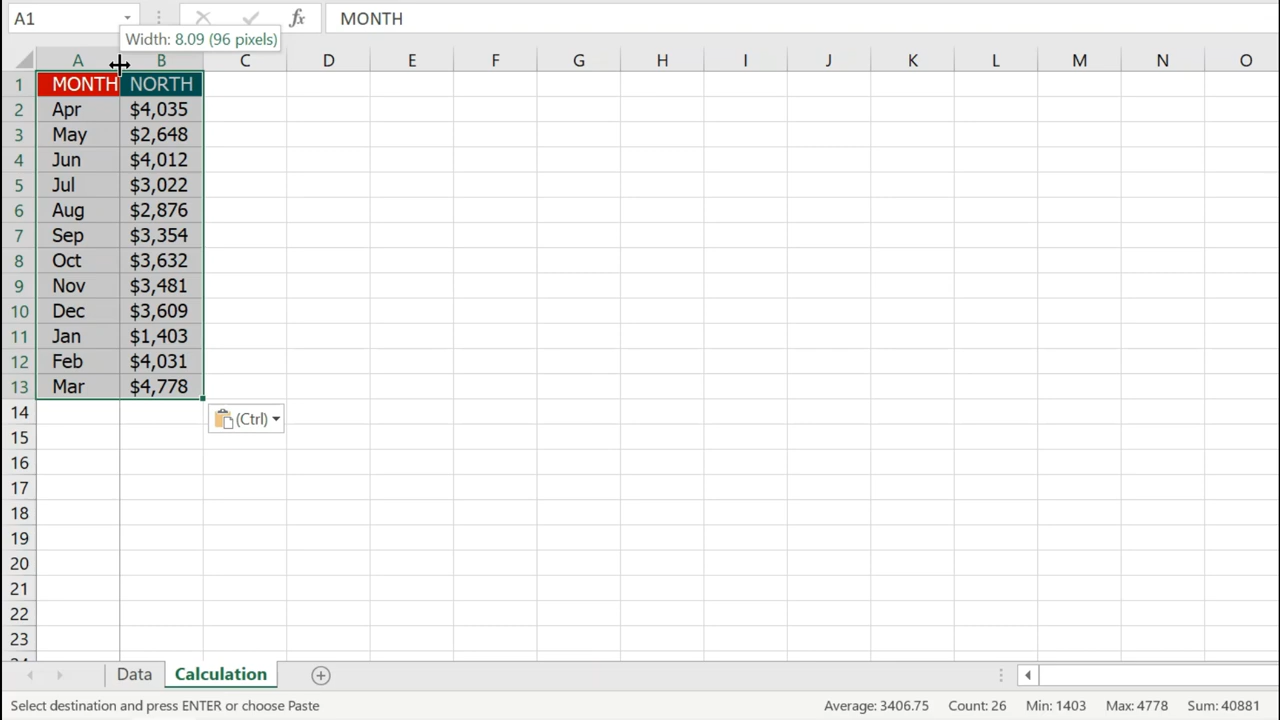 A1 fx MONTH
Width: 8.09 (96 pixels)
A B C D E F G H I J K L M N O
1 MONTH NORTH
2 Apr $4,035
3 May $2,648
4 Jun $4,012
5 Jul $3,022
6 Aug $2,876
7 Sep $3,354
8 Oct $3,632
9 Nov $3,481
10 Dec $3,609
11 Jan $1,403
12 Feb $4,031
13 Mar $4,778
14 (Ctrl)
15
16
17
18
19
20
21
22
23
Data Calculation
Select destination and press ENTER or choose Paste Average: 3406.75 Count: 26 Min: 1403 Max: 4778 Sum: 40881